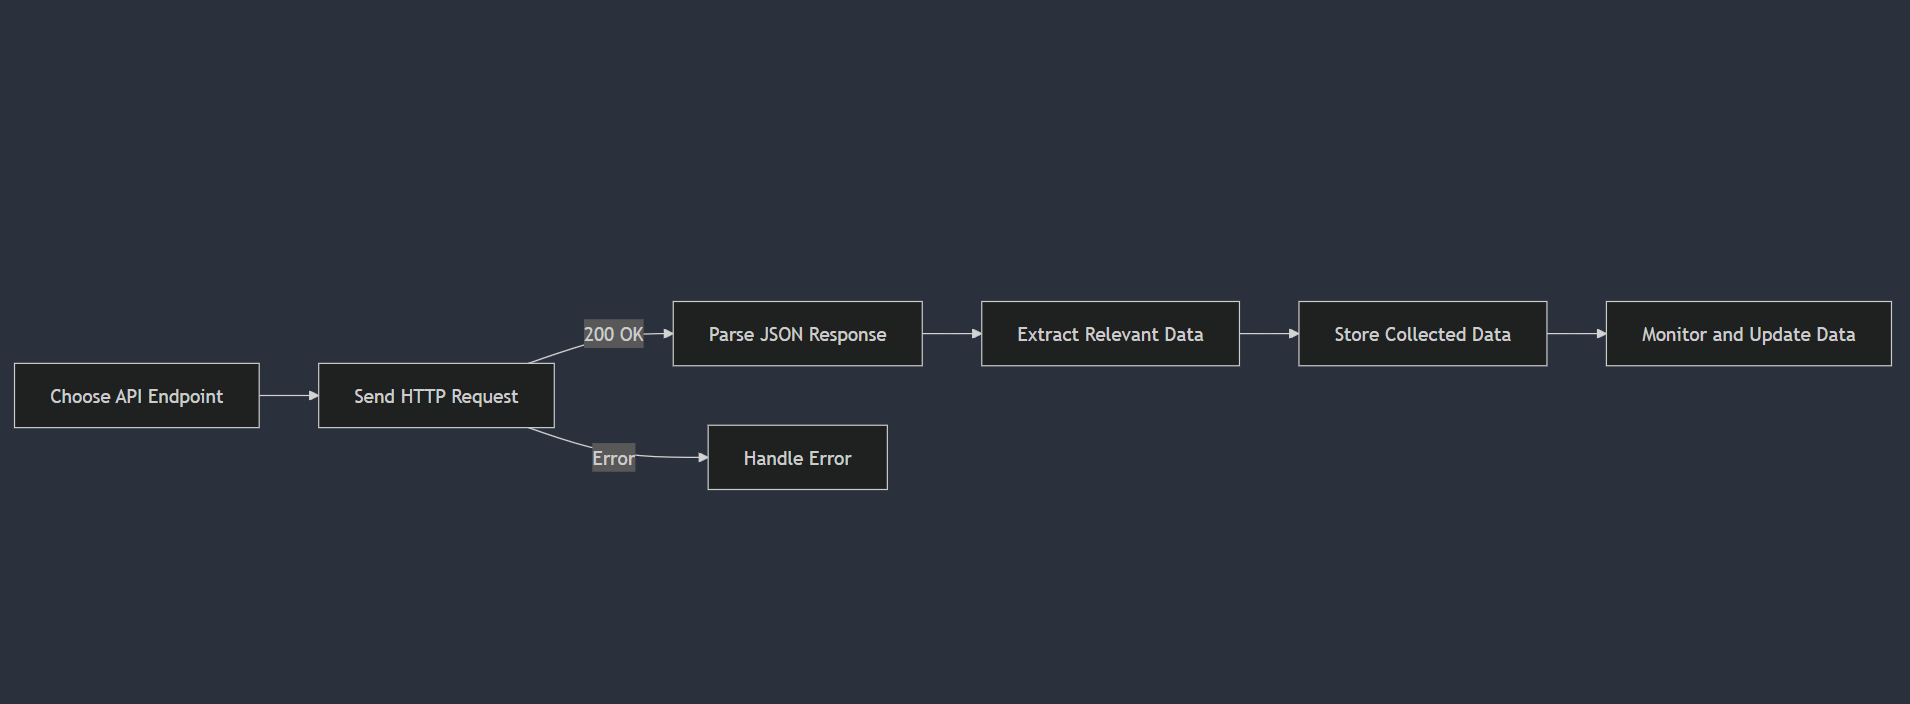 Choose API Endpoint
Send HTTP Request
200 OK
Parse JSON Response
Extract Relevant Data
Store Collected Data
Monitor and Update Data
Error
Handle Error